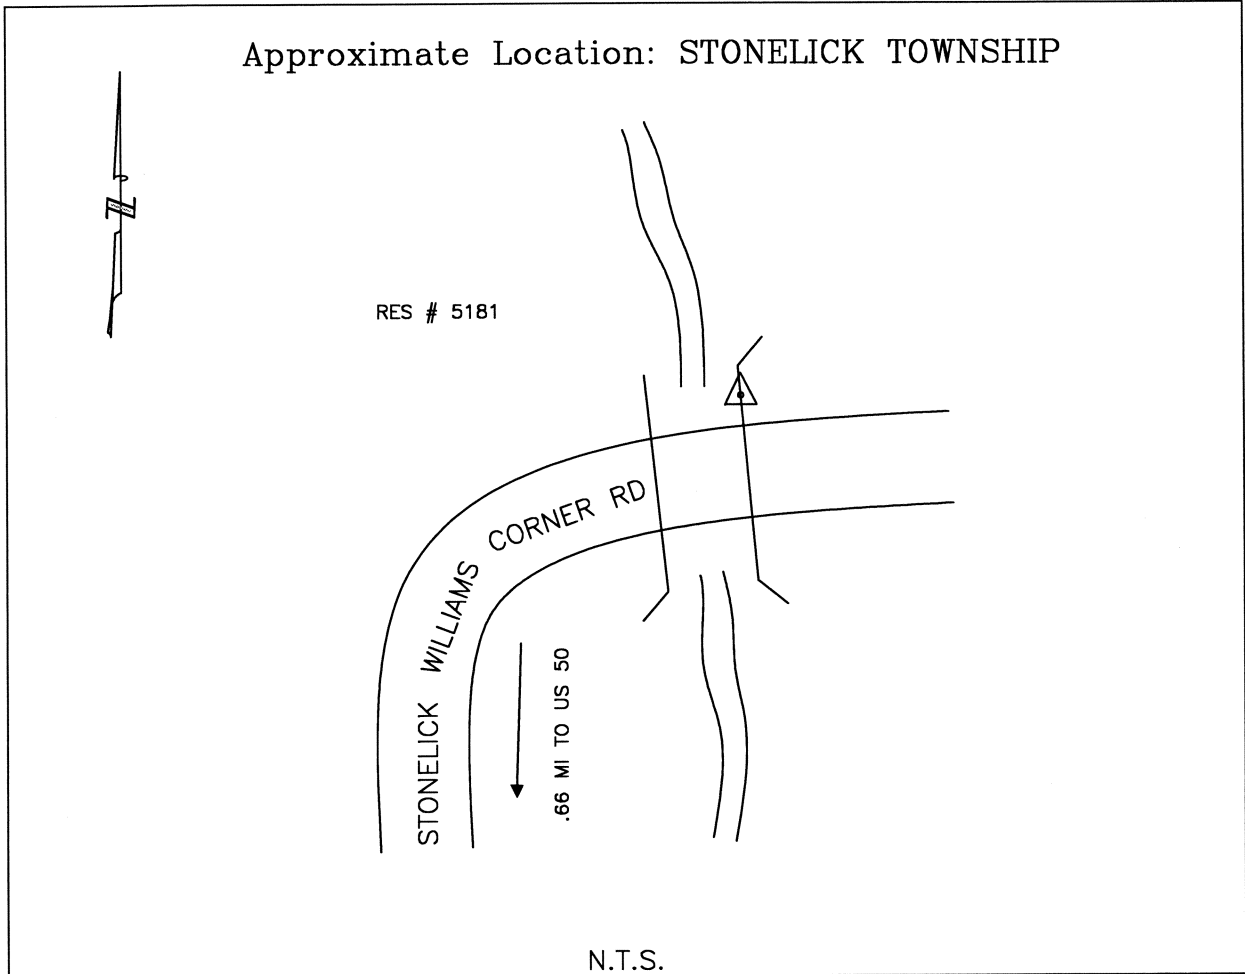 Approximate Location: STONELICK TOWNSHIP
N
RES # 5181
STONELICK WILLIAMS CORNER RD
.66 MI TO US 50
N.T.S.